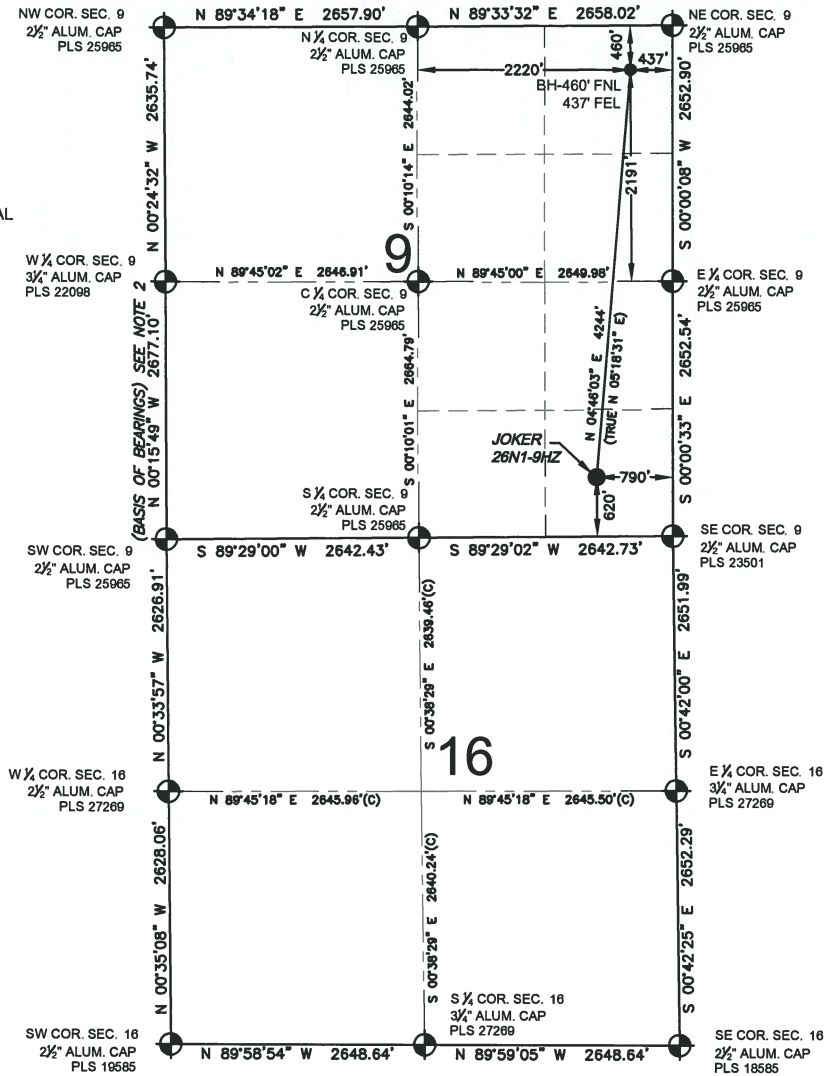 NW COR. SEC. 9
2½" ALUM. CAP
PLS 25965
N 89°34'18" E 2657.90'
N ¼ COR. SEC. 9
2½" ALUM. CAP
PLS 25965
N 89°33'32" E 2658.02'
NE COR. SEC. 9
2½" ALUM. CAP
PLS 25965
460'
437'
2220'
BH-460' FNL
437' FEL
N 00°24'32" W 2635.74'
S 00°10'14" E 2644.02'
2191'
S 00°00'08" W 2652.90'
AL
W ¼ COR. SEC. 9
3¼" ALUM. CAP
PLS 22098
N 89°45'02" E 2646.91'
9
N 89°45'00" E 2649.98'
E ¼ COR. SEC. 9
2½" ALUM. CAP
PLS 25965
C ¼ COR. SEC. 9
2½" ALUM. CAP
PLS 25965
(BASIS OF BEARINGS) SEE NOTE 2
N 00°15'49" W 2677.10'
S 00°10'01" E 2664.79'
N 04°46'03" E 4244'
(TRUE N 05°18'31" E)
S 00°00'33" E 2652.54'
JOKER
26N1-9HZ
790'
620'
S ¼ COR. SEC. 9
2½" ALUM. CAP
PLS 25965
SW COR. SEC. 9
2½" ALUM. CAP
PLS 25965
S 89°29'00" W 2642.43'
S 89°29'02" W 2642.73'
SE COR. SEC. 9
2½" ALUM. CAP
PLS 23501
N 00°33'57" W 2626.91'
S 00°38'29" E 2639.46'(C)
S 00°42'00" E 2651.99'
16
W ¼ COR. SEC. 16
2½" ALUM. CAP
PLS 27269
N 89°45'18" E 2645.96'(C)
N 89°45'18" E 2645.50'(C)
E ¼ COR. SEC. 16
3¼" ALUM. CAP
PLS 27269
N 00°35'08" W 2628.06'
S 00°38'29" E 2640.24'(C)
S 00°42'25" E 2652.29'
S ¼ COR. SEC. 16
3¼" ALUM. CAP
PLS 27269
SW COR. SEC. 16
2½" ALUM. CAP
PLS 19585
N 89°58'54" W 2648.64'
N 89°59'05" W 2648.64'
SE COR. SEC. 16
2½" ALUM. CAP
PLS 18585